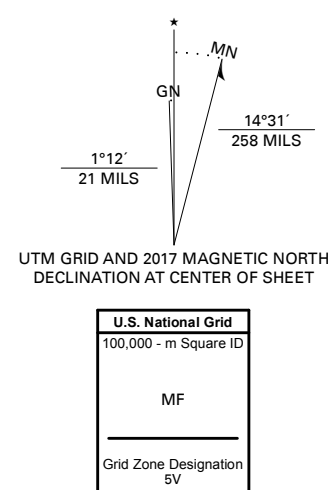 ★
MN
GN
14°31´
258 MILS
1°12´
21 MILS
UTM GRID AND 2017 MAGNETIC NORTH
DECLINATION AT CENTER OF SHEET
U.S. National Grid
100,000 - m Square ID
MF
Grid Zone Designation
5V